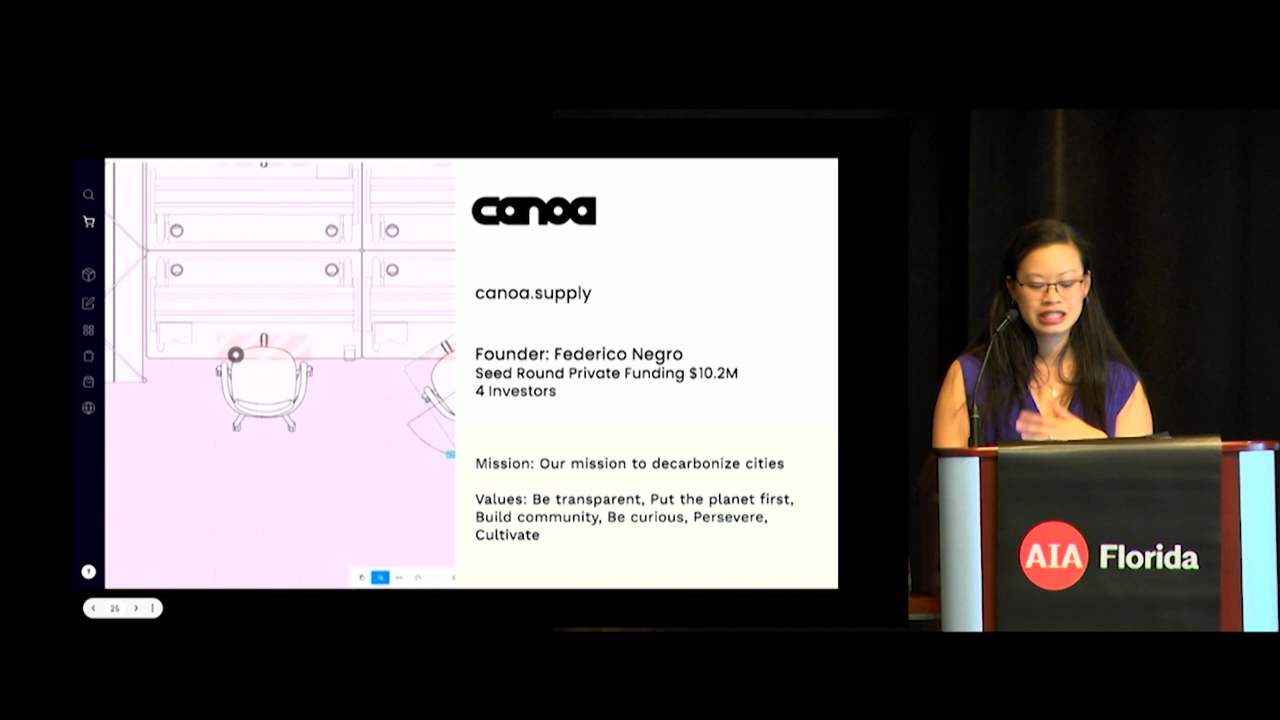 canoa
canoa.supply
Founder: Federico Negro
Seed Round Private Funding $10.2M
4 Investors
Mission: Our mission to decarbonize cities
Values: Be transparent, Put the planet first,
Build community, Be curious, Persevere,
Cultivate
?
25
AIA Florida